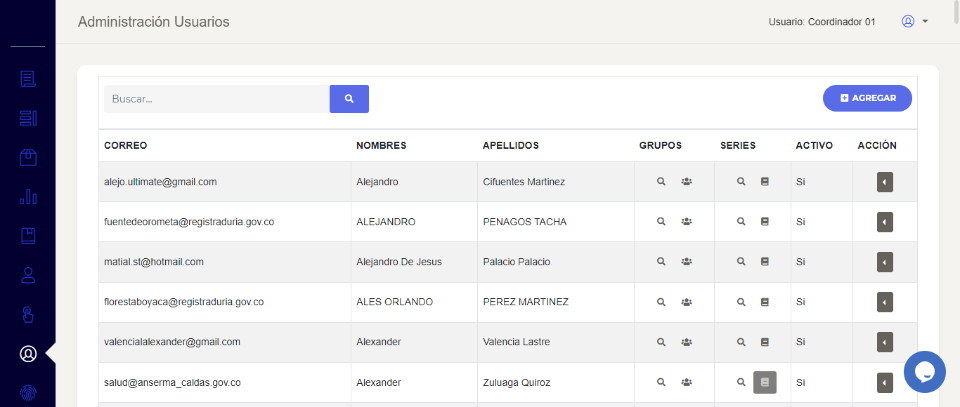 Administración Usuarios
Usuario: Coordinador 01
Buscar...
AGREGAR
CORREO NOMBRES APELLIDOS GRUPOS SERIES ACTIVO ACCIÓN
alejo.ultimate@gmail.com Alejandro Cifuentes Martinez Si
fuentedeorometa@registraduria.gov.co ALEJANDRO PENAGOS TACHA Si
matial.st@hotmail.com Alejandro De Jesus Palacio Palacio Si
florestaboyaca@registraduria.gov.co ALES ORLANDO PEREZ MARTINEZ Si
valencialalexander@gmail.com Alexander Valencia Lastre Si
salud@anserma_caldas.gov.co Alexander Zuluaga Quiroz Si